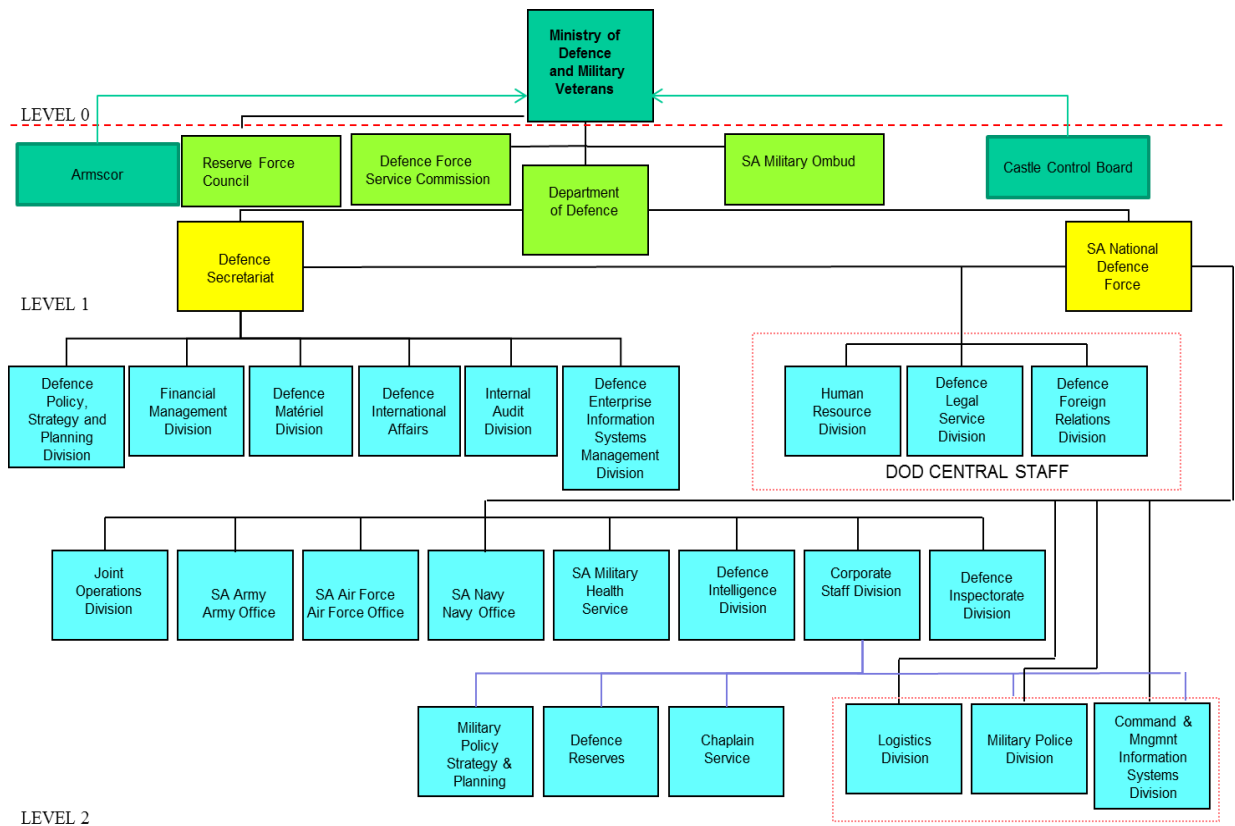 Ministry of
Defence
and Military
Veterans
LEVEL 0
Armscor
Reserve Force
Council
Defence Force
Service Commission
Department
of Defence
SA Military Ombud
Castle Control Board
Defence
Secretariat
SA National
Defence
Force
LEVEL 1
Defence
Policy,
Strategy and
Planning
Division
Financial
Management
Division
Defence
Matériel
Division
Defence
International
Affairs
Internal
Audit
Division
Defence
Enterprise
Information
Systems
Management
Division
Human
Resource
Division
Defence
Legal
Service
Division
Defence
Foreign
Relations
Division
DOD CENTRAL STAFF
Joint
Operations
Division
SA Army
Army Office
SA Air Force
Air Force Office
SA Navy
Navy Office
SA Military
Health
Service
Defence
Intelligence
Division
Corporate
Staff Division
Defence
Inspectorate
Division
Military
Policy
Strategy &
Planning
Defence
Reserves
Chaplain
Service
Logistics
Division
Military Police
Division
Command &
Mngmnt
Information
Systems
Division
LEVEL 2